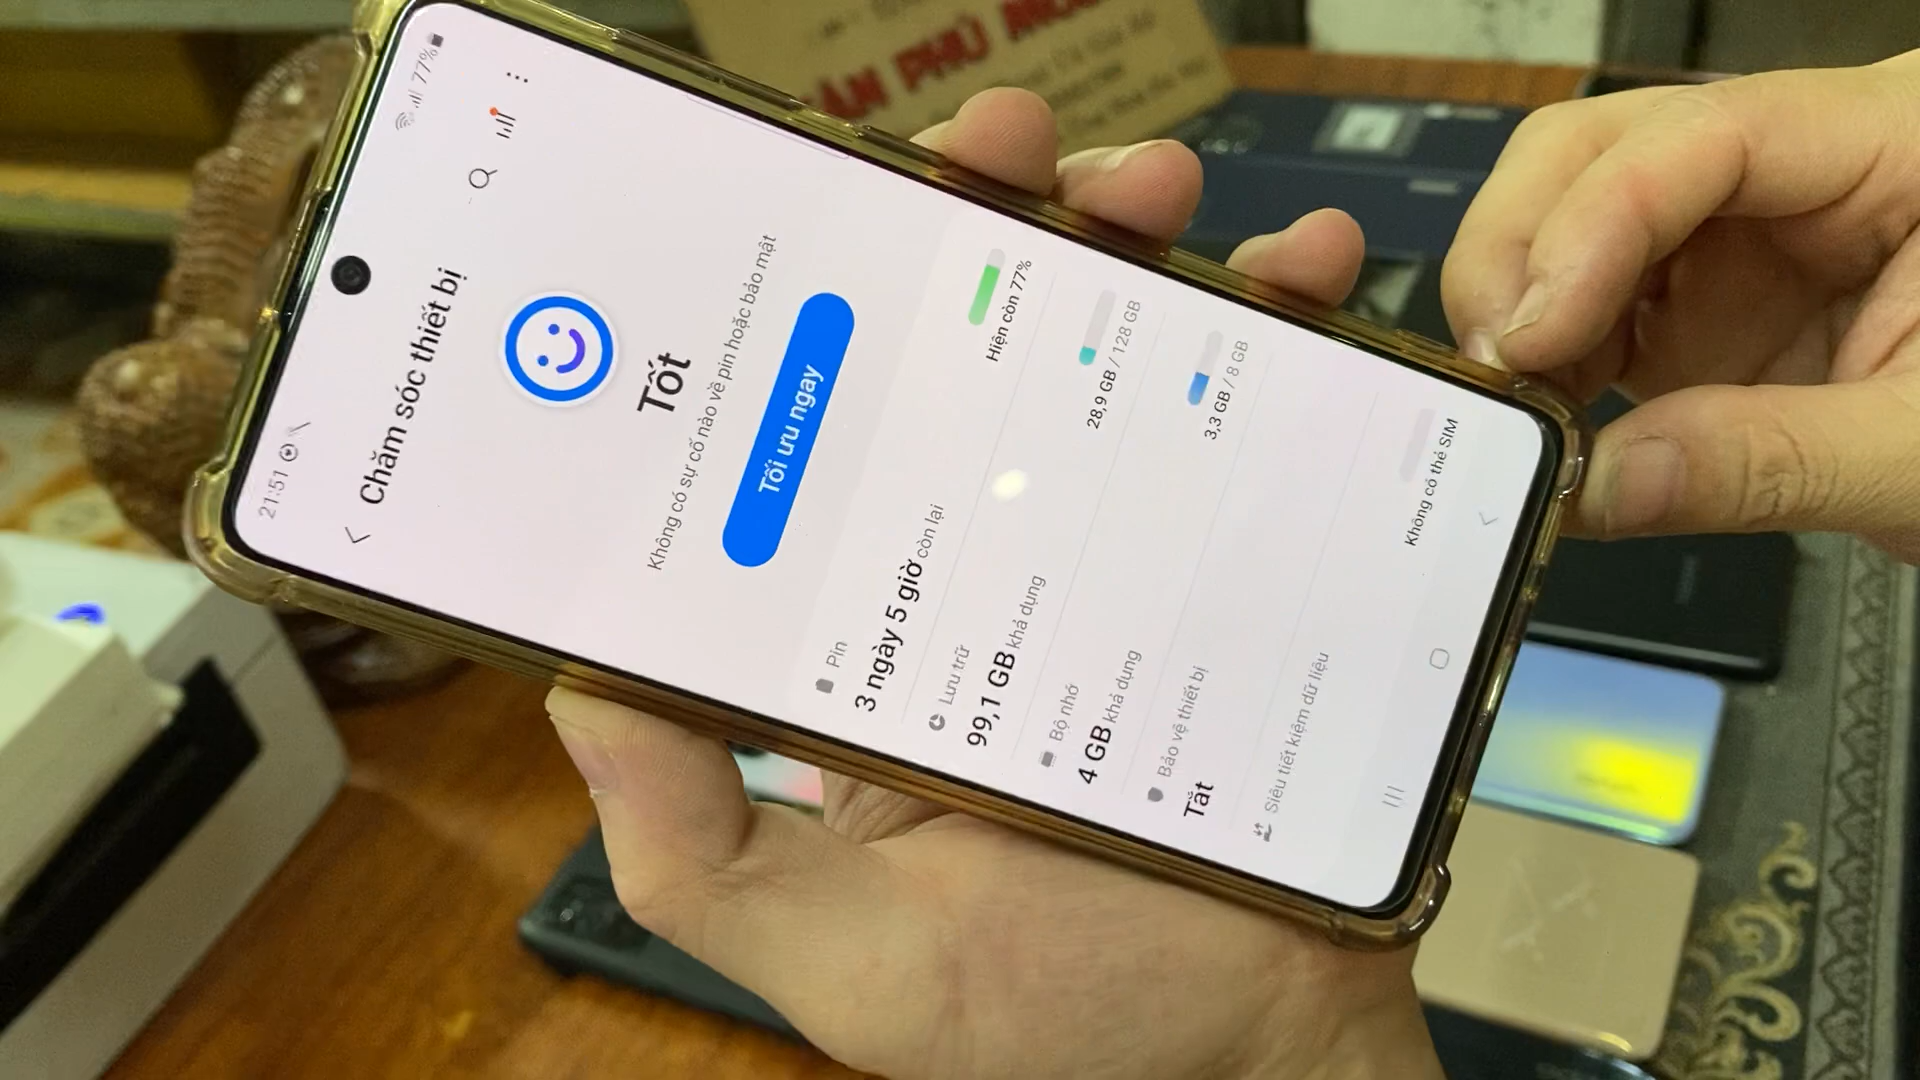 21:51
77%
Chăm sóc thiết bị
Tốt
Không có sự cố nào về pin hoặc bảo mật
Tối ưu ngay
Pin
3 ngày 5 giờ còn lại
Hiện còn 77%
Lưu trữ
99,1 GB khả dụng
28,9 GB / 128 GB
Bộ nhớ
4 GB khả dụng
3,3 GB / 8 GB
Bảo vệ thiết bị
Tắt
Siêu tiết kiệm dữ liệu
Không có thẻ SIM